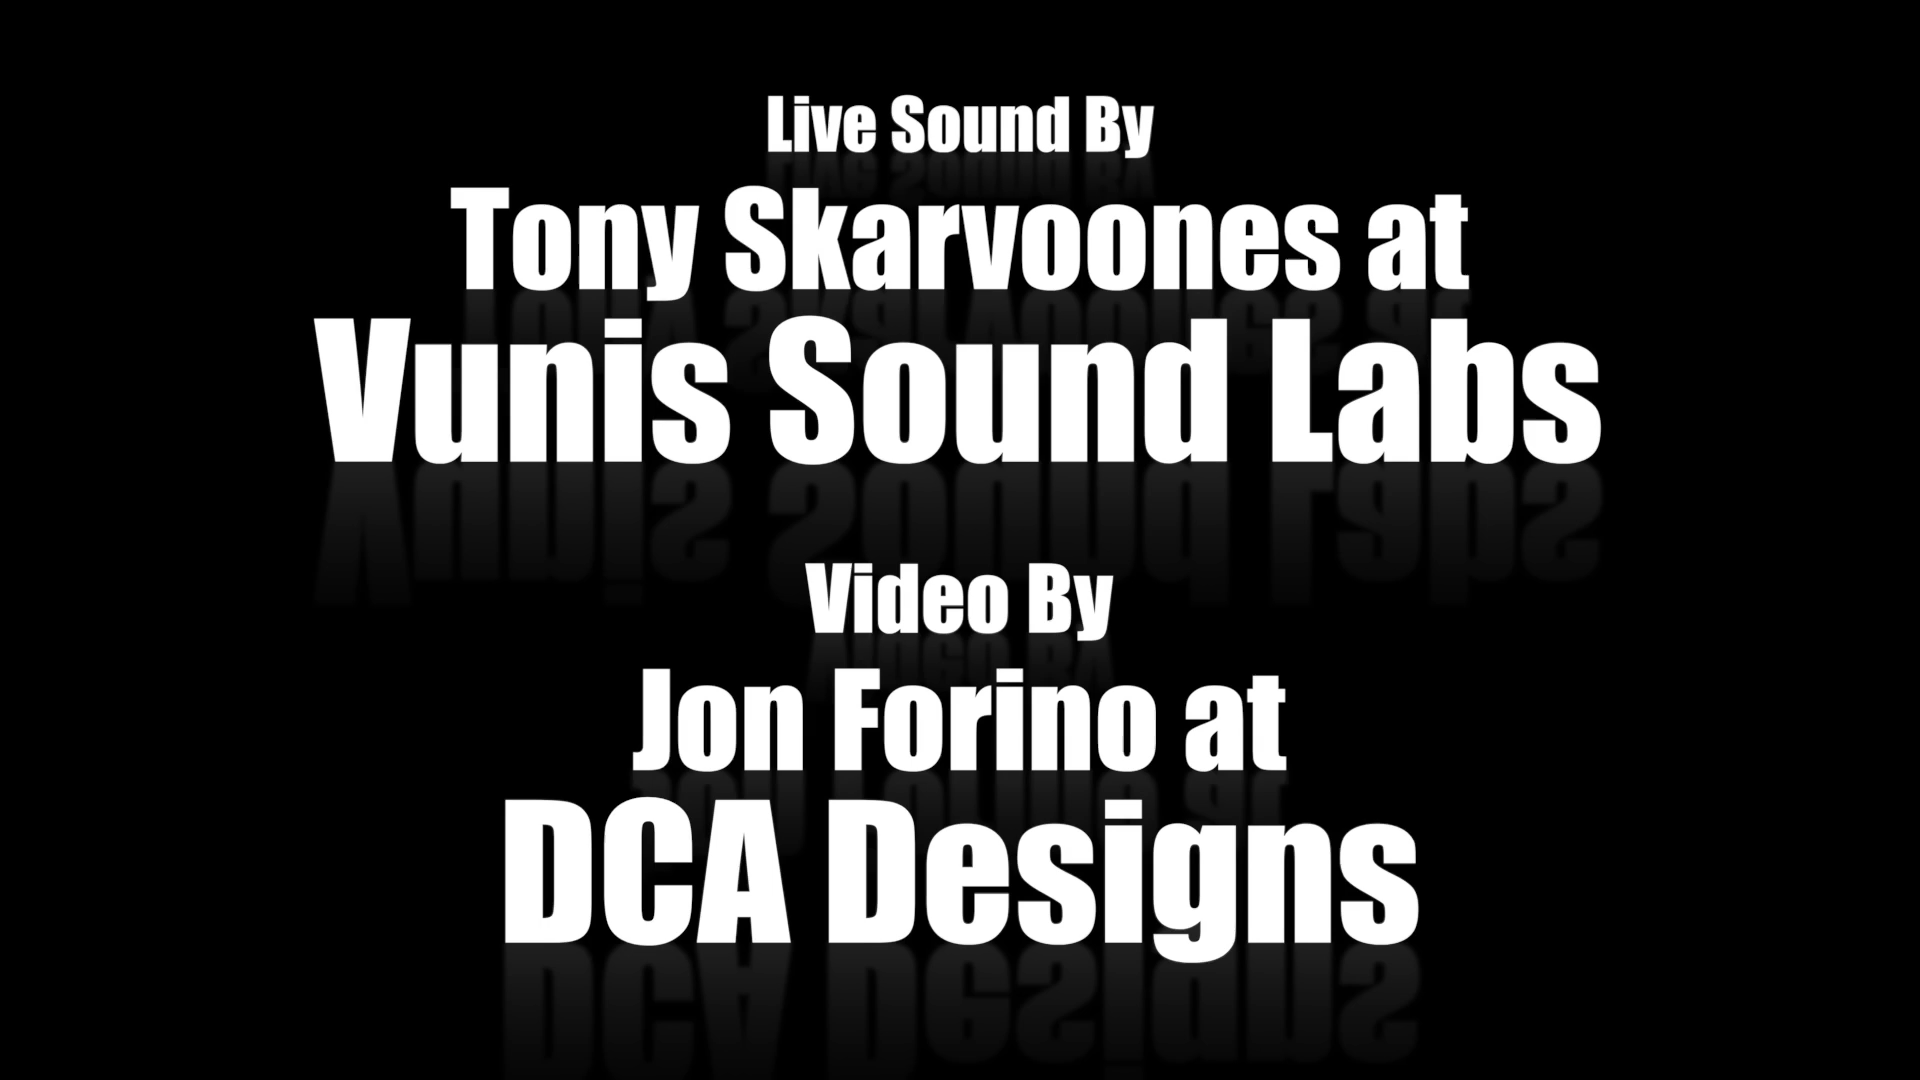 Live Sound By
Tony Skarvoones at
Vunis Sound Labs
Video By
Jon Forino at
DCA Designs